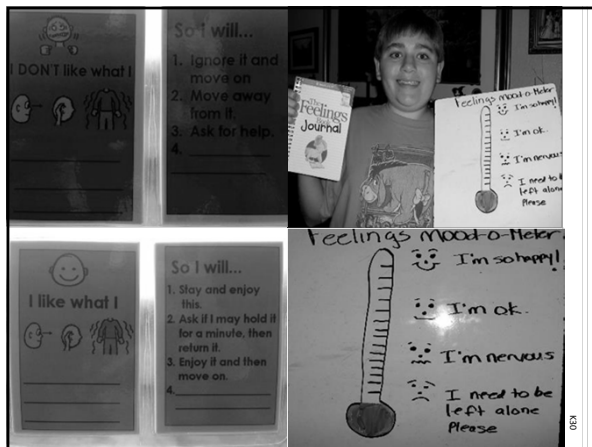 I DON'T like what I
So I will...
1. Ignore it and
move on
2. Move away
from it.
3. Ask for help.
4.
The
Feelings
Book
Journal
Feelings mood-o-Meter
I'm so happy!
I'm ok.
I'm nervous
I need to be
left alone
Please
I like what I
So I will...
1. Stay and enjoy
this.
2. Ask if I may hold it
for a minute, then
return it.
3. Enjoy it and then
move on.
4.
Feelings mood-o-Meter
I'm so happy!
I'm ok.
I'm nervous
I need to be
left alone
Please
K30